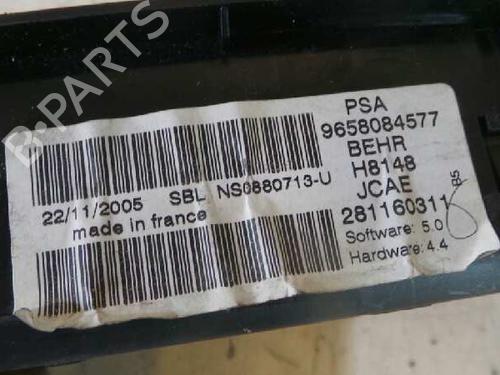 PSA
9658084577
BEHR
H8148
JCAE
281160311
Software: 5.0
Hardware: 4.4
B5
22/11/2005 SBL NS0880713-U
made in france
B-PARTS